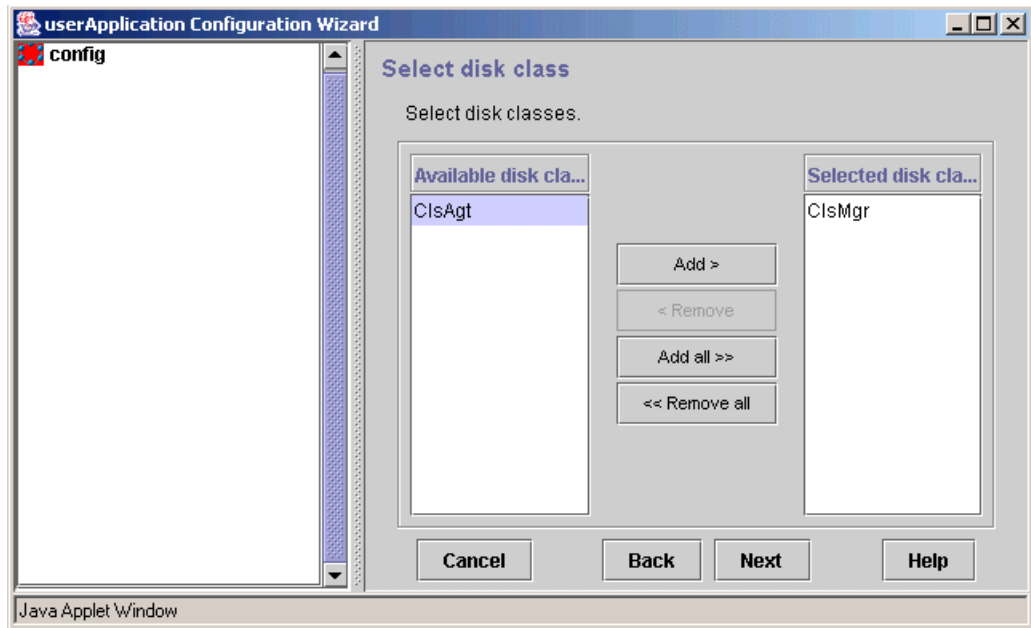 userApplication Configuration Wizard
config
Select disk class
Select disk classes.
Available disk cla...
Selected disk cla...
ClsAgt
ClsMgr
Add >
< Remove
Add all >>
<< Remove all
Cancel
Back
Next
Help
Java Applet Window